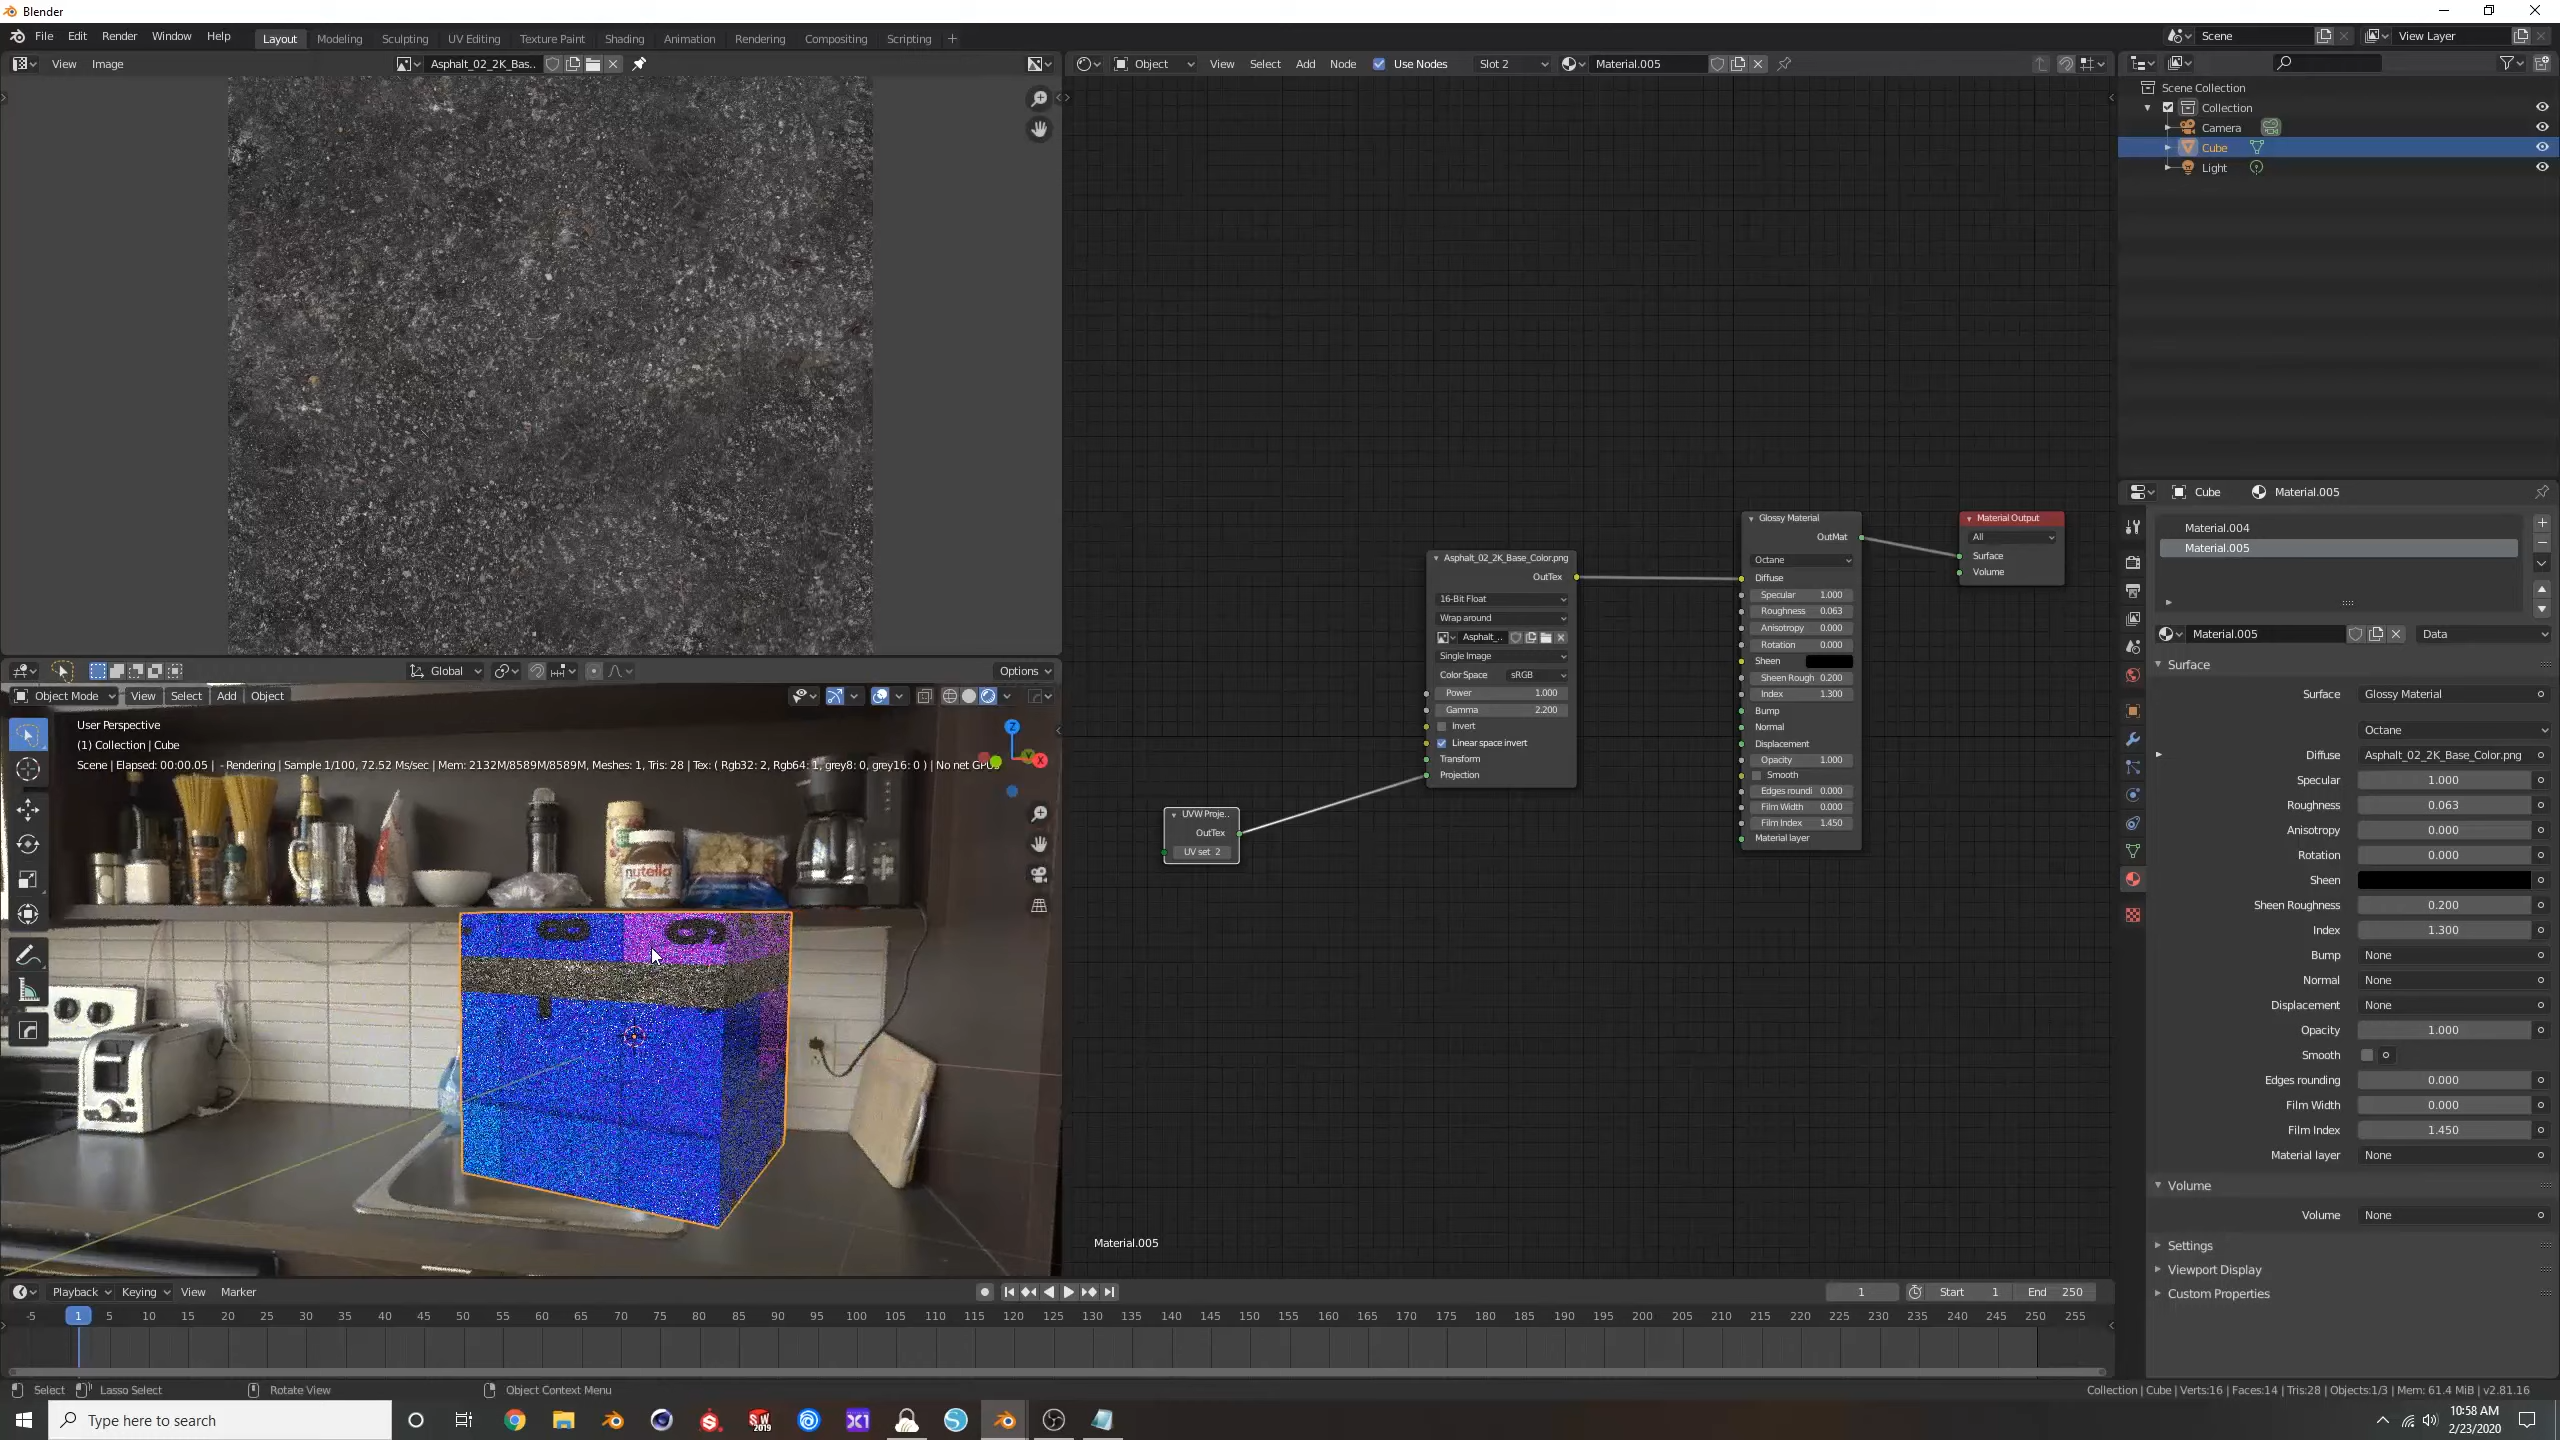 Blender
File Edit Render Window Help Layout Modeling Sculpting UV Editing Texture Paint Shading Animation Rendering Compositing Scripting +
Scene View Layer
View Image Asphalt_02_2K_Bas..
Object View Select Add Node Use Nodes Slot 2 Material.005
Scene Collection
Collection
Camera
Cube
Light
Cube Material.005
Material.004
Material.005
Material.005 Data
Surface
Surface Glossy Material
Octane
Diffuse Asphalt_02_2K_Base_Color.png
Specular 1.000
Roughness 0.063
Anisotropy 0.000
Rotation 0.000
Sheen
Sheen Roughness 0.200
Index 1.300
Bump None
Normal None
Displacement None
Opacity 1.000
Smooth
Edges rounding 0.000
Film Width 0.000
Film Index 1.450
Material layer None
Volume
Volume None
Settings
Viewport Display
Custom Properties
Asphalt_02_2K_Base_Color.png
OutTex
16-Bit Float
Wrap around
Asphalt_..
Single Image
Color Space sRGB
Power 1.000
Gamma 2.200
Invert
Linear space invert
Transform
Projection
UVW Proje..
OutTex
UV set 2
Glossy Material
OutMat
Octane
Diffuse
Specular 1.000
Roughness 0.063
Anisotropy 0.000
Rotation 0.000
Sheen
Sheen Rough 0.200
Index 1.300
Bump
Normal
Displacement
Opacity 1.000
Smooth
Edges roundi 0.000
Film Width 0.000
Film Index 1.450
Material layer
Material Output
All
Surface
Volume
Material.005
Global Options
Object Mode View Select Add Object
User Perspective
(1) Collection | Cube
Scene | Elapsed: 00:00.05 | - Rendering | Sample 1/100, 72.52 Ms/sec | Mem: 2132M/8589M/8589M, Meshes: 1, Tris: 28 | Tex: ( Rgb32: 2, Rgb64: 1, grey8: 0, grey16: 0 ) | No net GPUs
Z
X
nutella
8 9
Playback Keying View Marker 1 Start 1 End 250
-5 1 5 10 15 20 25 30 35 40 45 50 55 60 65 70 75 80 85 90 95 100 105 110 115 120 125 130 135 140 145 150 155 160 165 170 175 180 185 190 195 200 205 210 215 220 225 230 235 240 245 250 255
Select Lasso Select Rotate View Object Context Menu
Collection | Cube | Verts:16 | Faces:14 | Tris:28 | Objects:1/3 | Mem: 61.4 MiB | v2.81.16
Type here to search
SW 2019
X1
10:58 AM
2/23/2020